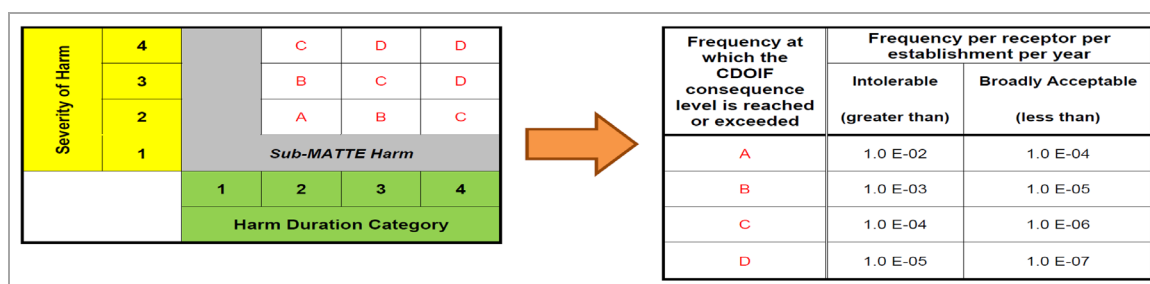 Severity of Harm
4 C D D
3 B C D
2 A B C
1 Sub-MATTE Harm
1 2 3 4
Harm Duration Category
Frequency at
which the
CDOIF
consequence
level is reached
or exceeded
Frequency per receptor per
establishment per year
Intolerable
(greater than)
Broadly Acceptable
(less than)
A 1.0 E-02 1.0 E-04
B 1.0 E-03 1.0 E-05
C 1.0 E-04 1.0 E-06
D 1.0 E-05 1.0 E-07